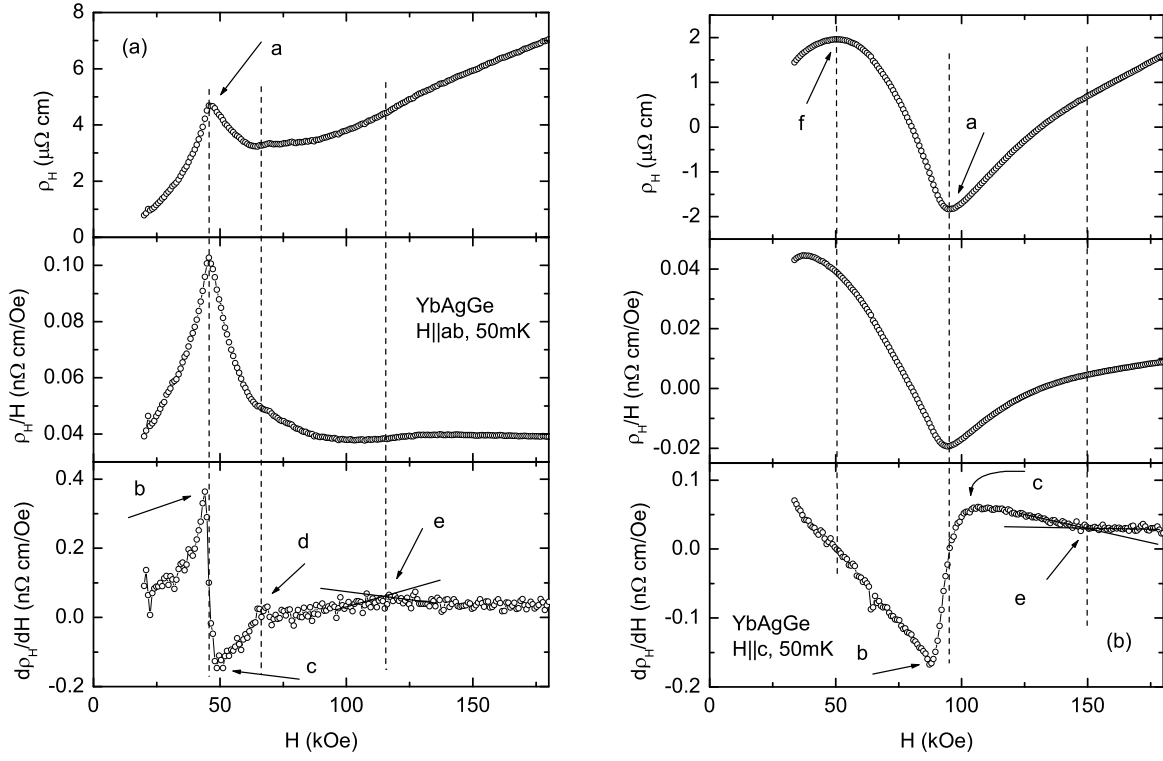 (a)
a
8
6
4
2
0
ρH (μΩ cm)
0.10
0.08
0.06
0.04
ρH/H (nΩ cm/Oe)
YbAgGe
H||ab, 50mK
b
d
e
c
0.4
0.2
0.0
-0.2
dρH/dH (nΩ cm/Oe)
0
50
100
150
H (kOe)
f
a
2
1
0
-1
-2
ρH (μΩ cm)
0.04
0.02
0.00
-0.02
ρH/H (nΩ cm/Oe)
c
e
b
0.1
0.0
-0.1
-0.2
dρH/dH (nΩ cm/Oe)
YbAgGe
H||c, 50mK
(b)
0
50
100
150
H (kOe)